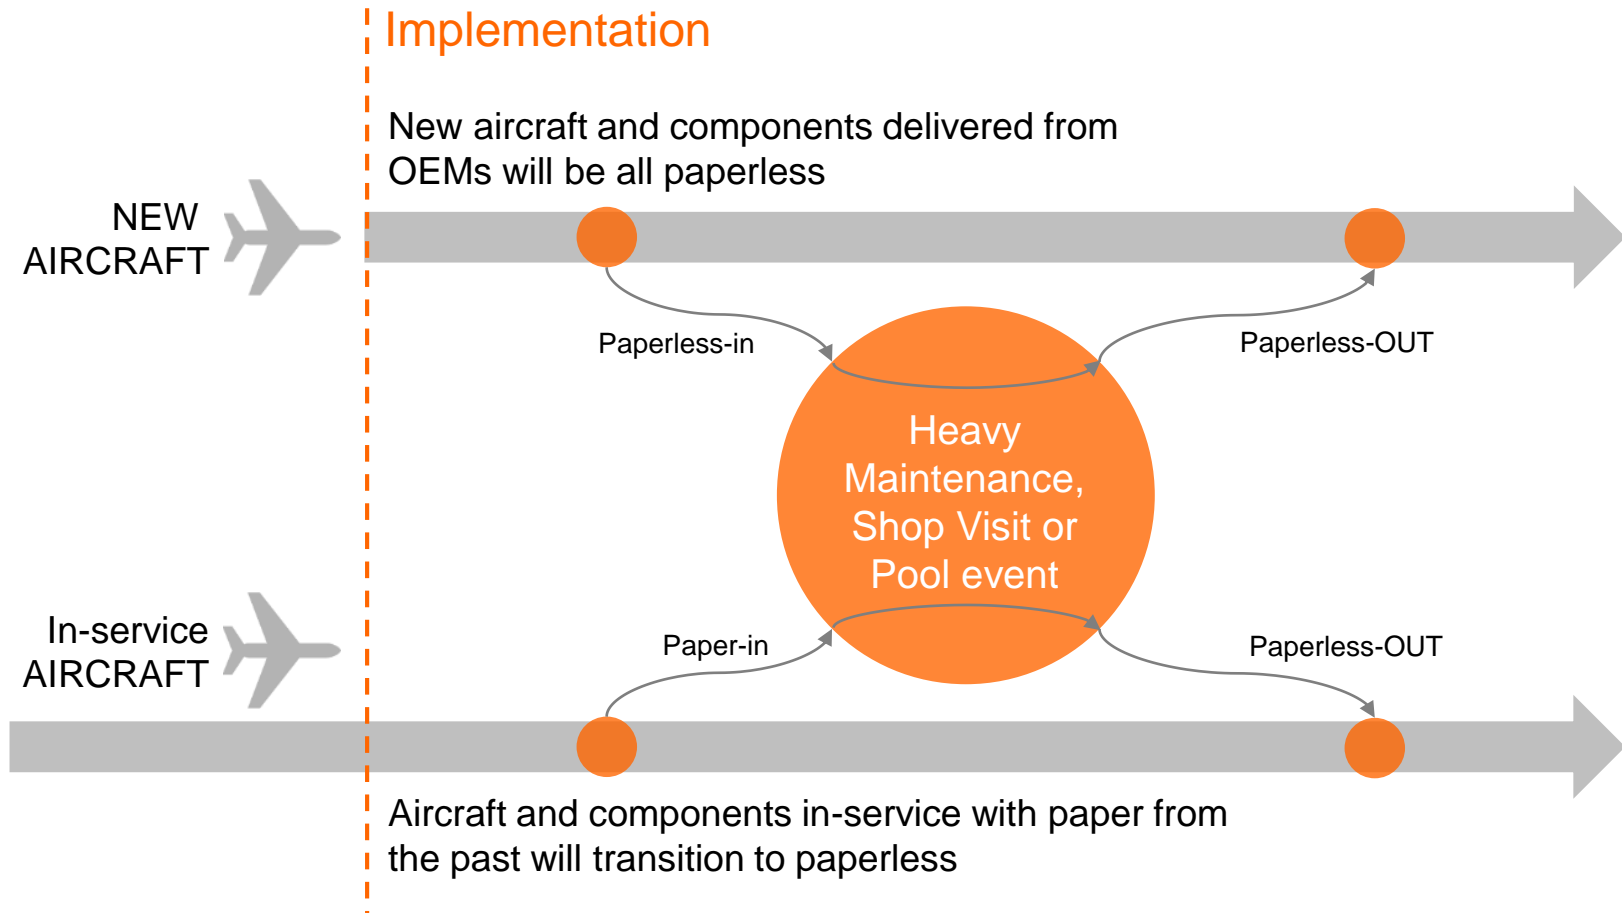 Implementation
New aircraft and components delivered from
OEMs will be all paperless
NEW
AIRCRAFT
Paperless-in
Paperless-OUT
Heavy
Maintenance,
Shop Visit or
Pool event
In-service
AIRCRAFT
Paper-in
Paperless-OUT
Aircraft and components in-service with paper from
the past will transition to paperless